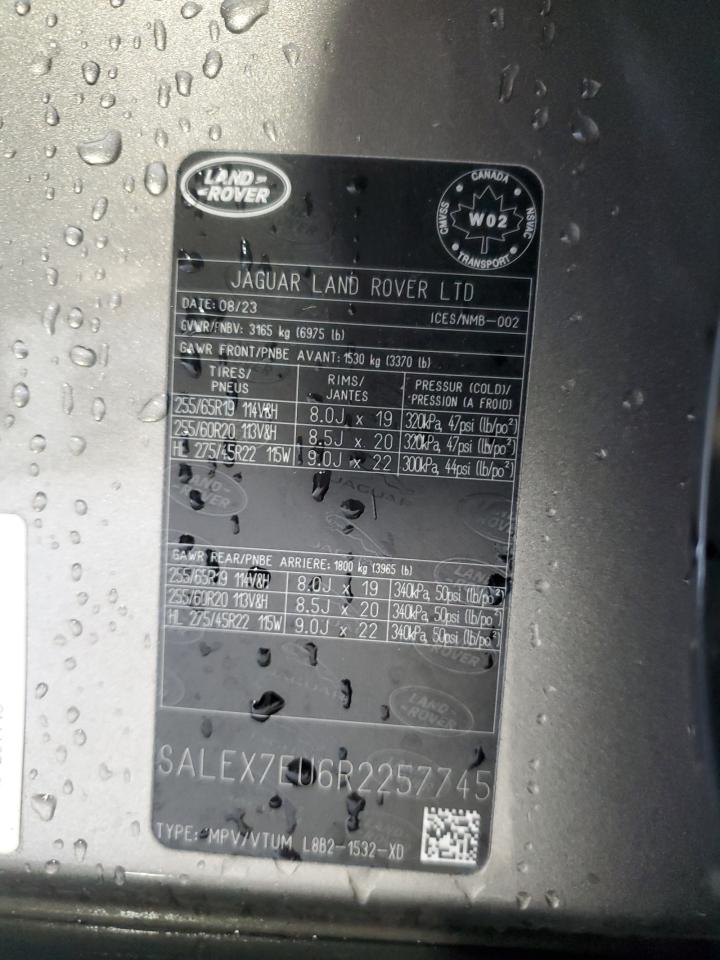 LAND-
-ROVER
CANADA
CMVSS
W02
NSVAC
TRANSPORT
JAGUAR LAND ROVER LTD
DATE: 08/23
ICES/NMB-002
GVWR/PNBV: 3165 kg (6975 lb)
GAWR FRONT/PNBE AVANT: 1530 kg (3370 lb)
TIRES/
PNEUS
RIMS/
JANTES
PRESSUR (COLD)/
PRESSION (A FROID)
255/65R19 114V&H 8.0J x 19 320kPa, 47psi (lb/po²)
255/60R20 113V&H 8.5J x 20 320kPa, 47psi (lb/po²)
HL 275/45R22 115W 9.0J x 22 300kPa, 44psi (lb/po²)
GAWR REAR/PNBE ARRIERE: 1800 kg (3965 lb)
255/65R19 114V&H 8.0J x 19 340kPa, 50psi (lb/po²)
255/60R20 113V&H 8.5J x 20 340kPa, 50psi (lb/po²)
HL 275/45R22 115W 9.0J x 22 340kPa, 50psi (lb/po²)
SALEX7EU6R2257745
TYPE: MPV/VTUM L8B2-1532-XD